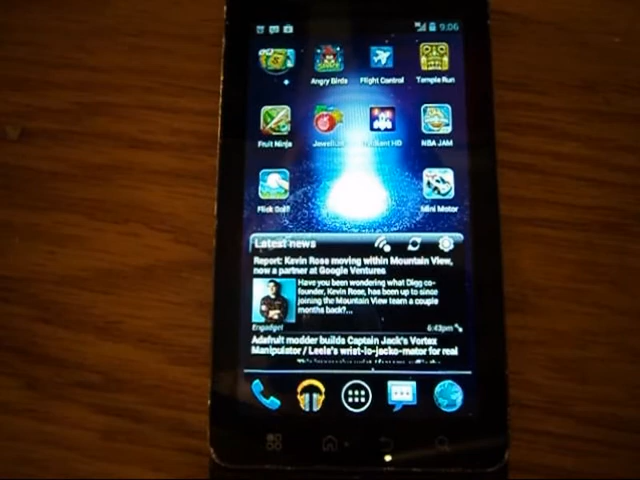 9:06
Angry Birds
Flight Control
Temple Run
Fruit Ninja
NBA JAM
Flick Golf
Mini Motor
Latest news
Report: Kevin Rose moving within Mountain View,
now a partner at Google Ventures
Have you been wondering what Digg co-
founder, Kevin Rose, has been up to since
joining the Mountain View team a couple
months back?...
Engadget
6:43pm
Adafruit modder builds Captain Jack's Vortex
Manipulator / Leela's wrist-lo-jacko-mator for real